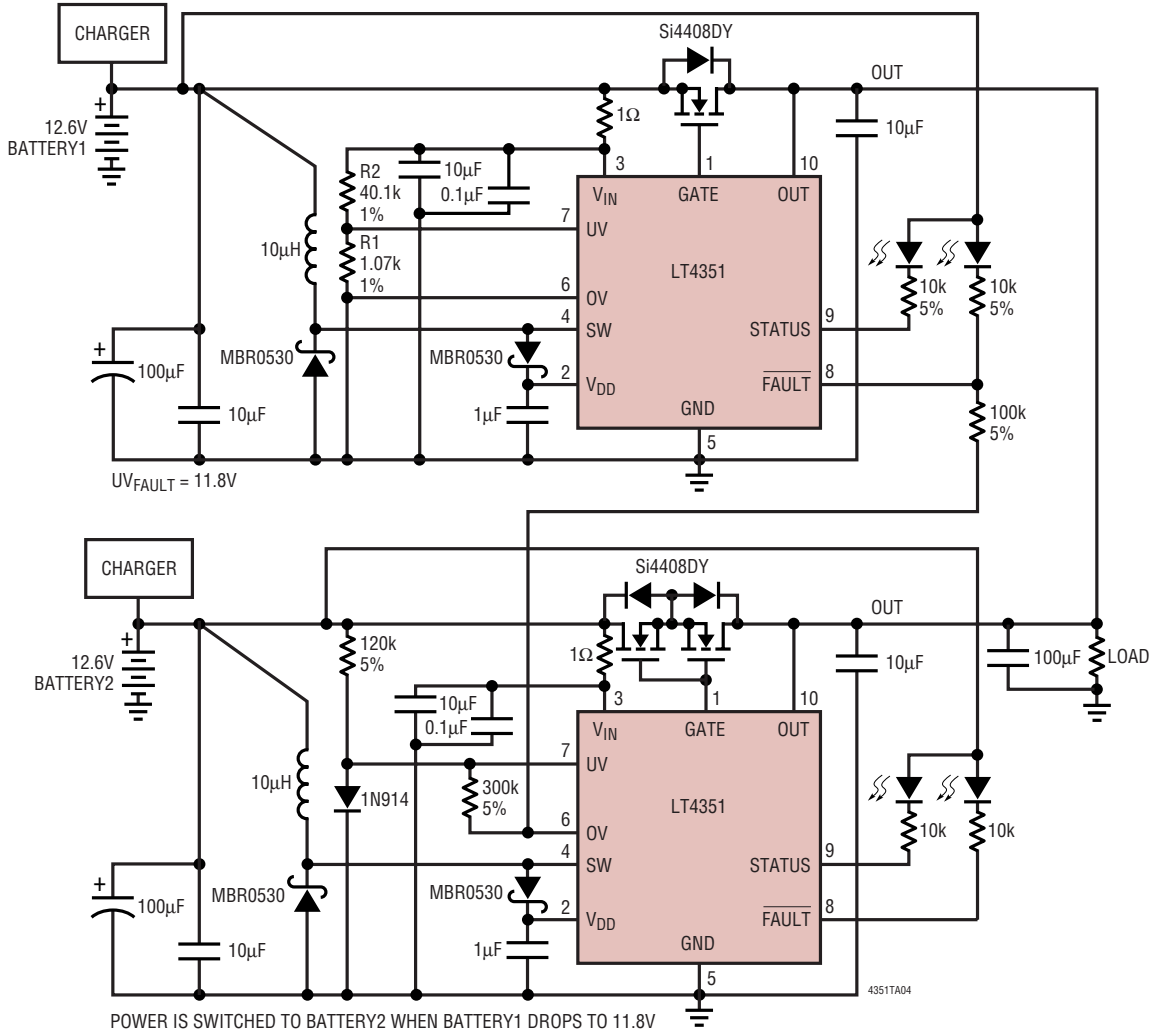 CHARGER
Si4408DY
OUT
12.6V
BATTERY1
1Ω
10µF
R2
40.1k
1%
10µF
0.1µF
3
1
10
VIN
GATE
OUT
7
UV
10µH
R1
1.07k
1%
LT4351
6
OV
10k
5%
10k
5%
4
SW
STATUS
9
MBR0530
MBR0530
100µF
2
VDD
FAULT
8
10µF
1µF
GND
5
100k
5%
UVFAULT = 11.8V
CHARGER
Si4408DY
OUT
12.6V
BATTERY2
120k
5%
1Ω
10µF
100µF
LOAD
10µF
0.1µF
3
1
10
VIN
GATE
OUT
7
UV
10µH
1N914
300k
5%
LT4351
6
OV
10k
10k
4
SW
STATUS
9
MBR0530
MBR0530
100µF
2
VDD
FAULT
8
10µF
1µF
GND
5
4351TA04
POWER IS SWITCHED TO BATTERY2 WHEN BATTERY1 DROPS TO 11.8V